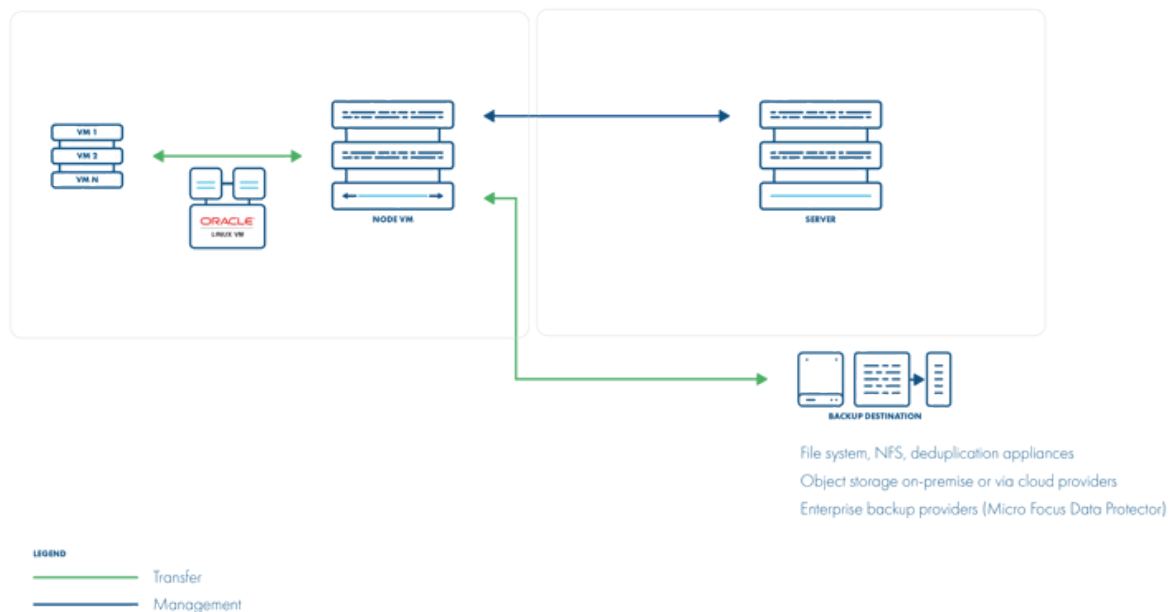 VM 1
VM 2
VM N
ORACLE
LINUX VM
NODE VM
SERVER
BACKUP DESTINATION
File system, NFS, deduplication appliances
Object storage on-premise or via cloud providers
Enterprise backup providers (Micro Focus Data Protector)
LEGEND
Transfer
Management